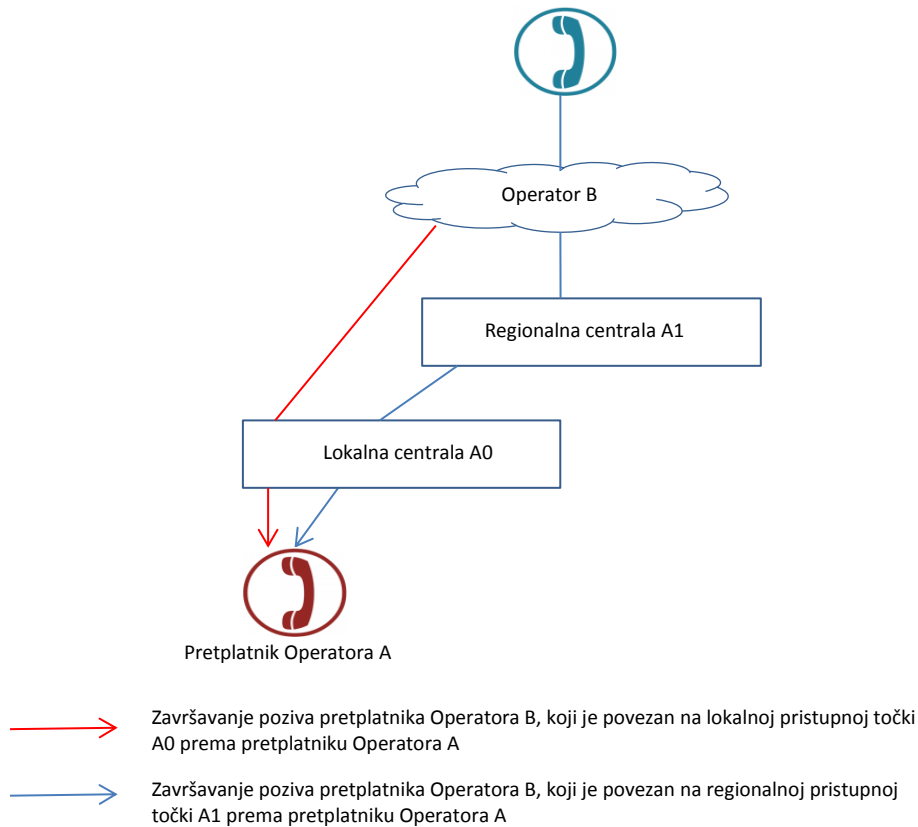 Operator B
Regionalna centrala A1
Lokalna centrala A0
Pretplatnik Operatora A
Završavanje poziva pretplatnika Operatora B, koji je povezan na lokalnoj pristupnoj točki
A0 prema pretplatniku Operatora A
Završavanje poziva pretplatnika Operatora B, koji je povezan na regionalnoj pristupnoj
točki A1 prema pretplatniku Operatora A